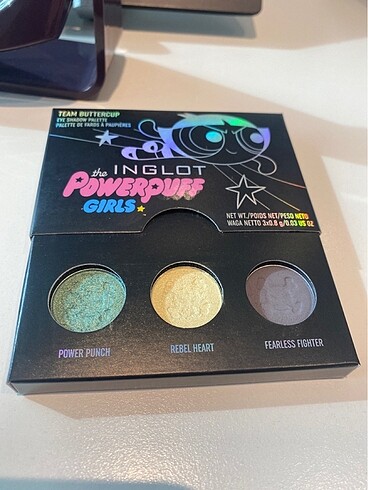 TEAM BUTTERCUP
EYE SHADOW PALETTE
PALETTE DE FARDS À PAUPIÈRES
INGLOT
the
POWERPUFF
GIRLS
NET WT./POIDS NET/PESO NETO
WAGA NETTO 3x0.8 g/0.03 US OZ
POWER PUNCH
REBEL HEART
FEARLESS FIGHTER